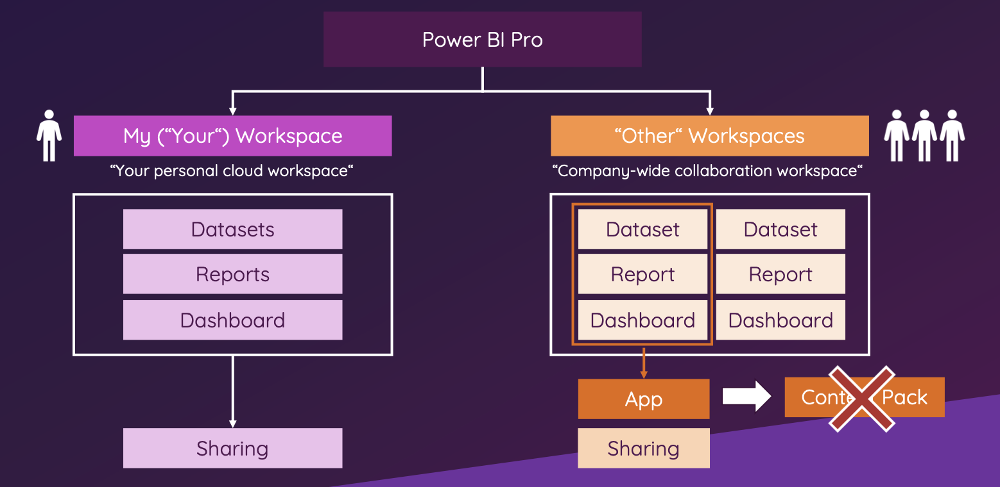 Power BI Pro
My (“Your“) Workspace
“Your personal cloud workspace“
Datasets
Reports
Dashboard
Sharing
“Other“ Workspaces
“Company-wide collaboration workspace“
Dataset
Dataset
Report
Report
Dashboard
Dashboard
App
Pack
Sharing